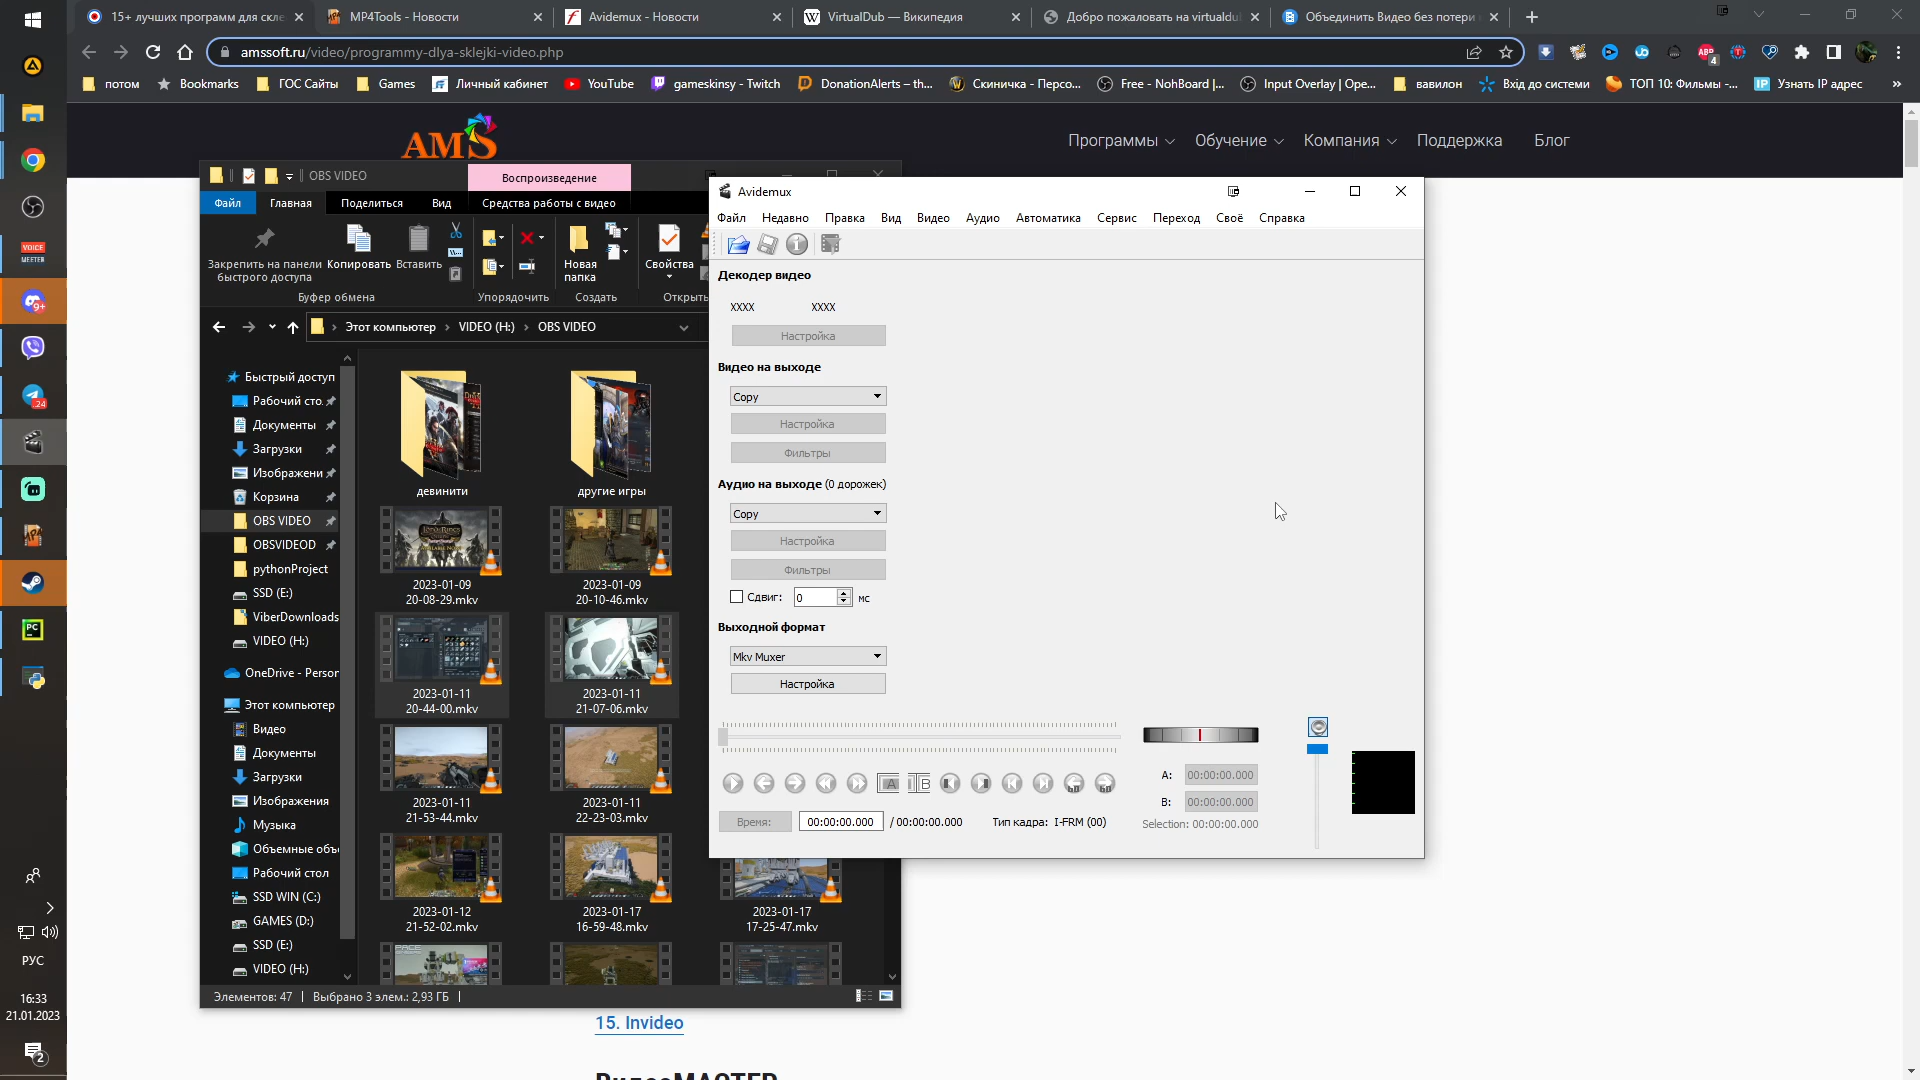 15+ лучших программ для скле
MP4Tools - Новости
Avidemux - Новости
VirtualDub — Википедия
Добро пожаловать на virtualdu
Объединить Видео без потери
amssoft.ru/video/programmy-dlya-sklejki-video.php
потом
Bookmarks
ГОС Сайты
Games
Личный кабинет
YouTube
gameskinsy - Twitch
DonationAlerts – th...
Скиничка - Персо...
Free - NohBoard |...
Input Overlay | Ope...
вавилон
Вхід до системи
ТОП 10: Фильмы -...
Узнать IP адрес
AMS
Программы
Обучение
Компания
Поддержка
Блог
OBS VIDEO
Воспроизведение
Файл
Главная
Поделиться
Вид
Средства работы с видео
Закрепить на панели
быстрого доступа
Копировать
Вставить
Новая
папка
Свойства
Буфер обмена
Упорядочить
Создать
Открыть
Этот компьютер
VIDEO (H:)
OBS VIDEO
Быстрый доступ
Рабочий сто.
Документы
Загрузки
Изображени
Корзина
OBS VIDEO
OBSVIDEOD
pythonProject
SSD (E:)
ViberDownloads
VIDEO (H:)
OneDrive - Person
Этот компьютер
Видео
Документы
Загрузки
Изображения
Музыка
Объемные объ
Рабочий стол
SSD WIN (C:)
GAMES (D:)
SSD (E:)
VIDEO (H:)
девинити
другие игры
2023-01-09
20-08-29.mkv
2023-01-09
20-10-46.mkv
2023-01-11
20-44-00.mkv
2023-01-11
21-07-06.mkv
2023-01-11
21-53-44.mkv
2023-01-11
22-23-03.mkv
2023-01-12
21-52-02.mkv
2023-01-17
16-59-48.mkv
2023-01-17
17-25-47.mkv
Элементов: 47
Выбрано 3 элем.: 2,93 ГБ
Avidemux
Файл
Недавно
Правка
Вид
Видео
Аудио
Автоматика
Сервис
Переход
Своё
Справка
Декодер видео
XXXX
XXXX
Настройка
Видео на выходе
Copy
Настройка
Фильтры
Аудио на выходе (0 дорожек)
Copy
Настройка
Фильтры
Сдвиг:
0
мс
Выходной формат
Mkv Muxer
Настройка
A
B
60
60
A:
00:00:00.000
B:
00:00:00.000
Время:
00:00:00.000
/ 00:00:00.000
Тип кадра: I-FRM (00)
Selection: 00:00:00.000
15. Invideo
ВидеоМАСТЕР
VOICE
MEETER
9+
24
PC
РУС
16:33
21.01.2023
2
ABP
4